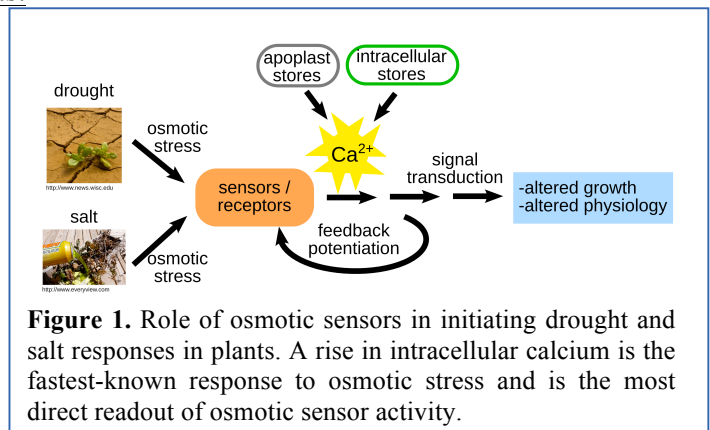 apoplast
stores
intracellular
stores
drought
osmotic
stress
http://www.news.wisc.edu
Ca2+
signal
transduction
sensors /
receptors
-altered growth
-altered physiology
salt
feedback
potentiation
osmotic
stress
http://www.everyview.com
Figure 1. Role of osmotic sensors in initiating drought and
salt responses in plants. A rise in intracellular calcium is the
fastest-known response to osmotic stress and is the most
direct readout of osmotic sensor activity.